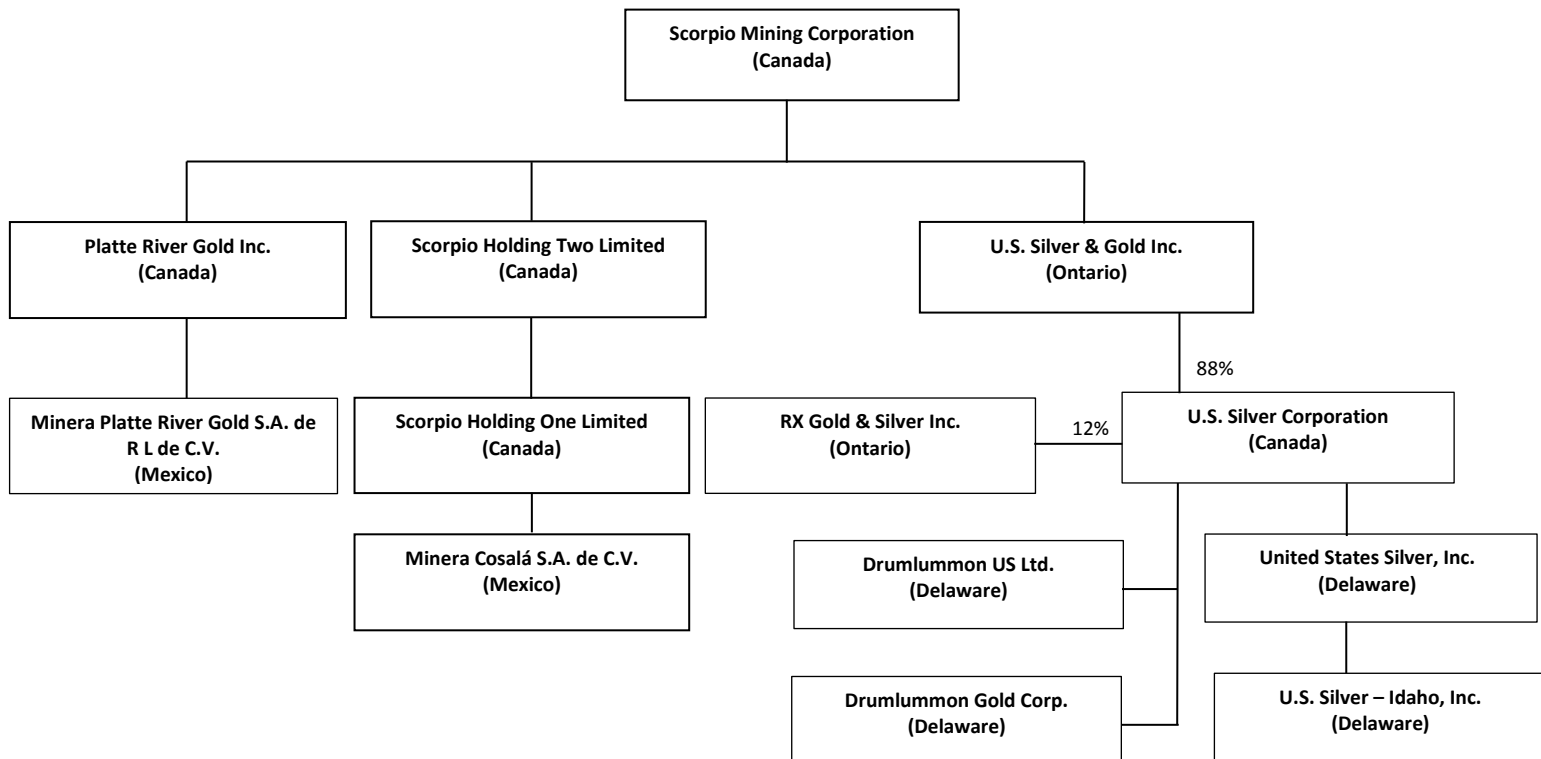 Scorpio Mining Corporation
(Canada)
Platte River Gold Inc.
(Canada)
Scorpio Holding Two Limited
(Canada)
U.S. Silver & Gold Inc.
(Ontario)
88%
Minera Platte River Gold S.A. de
R L de C.V.
(Mexico)
Scorpio Holding One Limited
(Canada)
RX Gold & Silver Inc.
(Ontario)
12%
U.S. Silver Corporation
(Canada)
Minera Cosalá S.A. de C.V.
(Mexico)
Drumlummon US Ltd.
(Delaware)
United States Silver, Inc.
(Delaware)
Drumlummon Gold Corp.
(Delaware)
U.S. Silver – Idaho, Inc.
(Delaware)